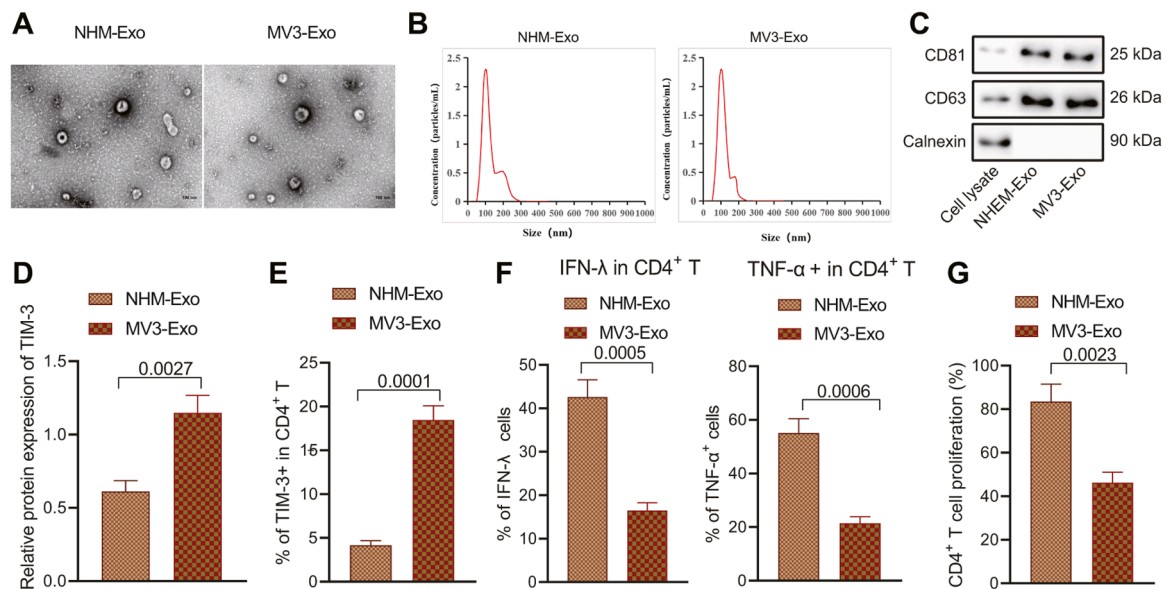 A
NHM-Exo
MV3-Exo
100 nm
100 nm
B
NHM-Exo
MV3-Exo
Concentration (particles/mL)
2.5
2
1.5
1
0.5
0
0 100 200 300 400 500 600 700 800 900 1000
Size (nm)
Concentration (particles/mL)
2.5
2
1.5
1
0.5
0
0 100 200 300 400 500 600 700 800 900 1000
Size (nm)
C
CD81
25 kDa
CD63
26 kDa
Calnexin
90 kDa
Cell lysate
NHEM-Exo
MV3-Exo
D
NHM-Exo
MV3-Exo
Relative protein expression of TIM-3
1.5
1.0
0.5
0.0
0.0027
E
NHM-Exo
MV3-Exo
% of TIM-3+ in CD4+ T
25
20
15
10
5
0
0.0001
F
IFN-λ in CD4+ T
NHM-Exo
MV3-Exo
% of IFN-λ cells
50
40
30
20
10
0
0.0005
TNF-α + in CD4+ T
NHM-Exo
MV3-Exo
% of TNF-α+ cells
80
60
40
20
0
0.0006
G
NHM-Exo
MV3-Exo
CD4+ T cell proliferation (%)
100
80
60
40
20
0
0.0023